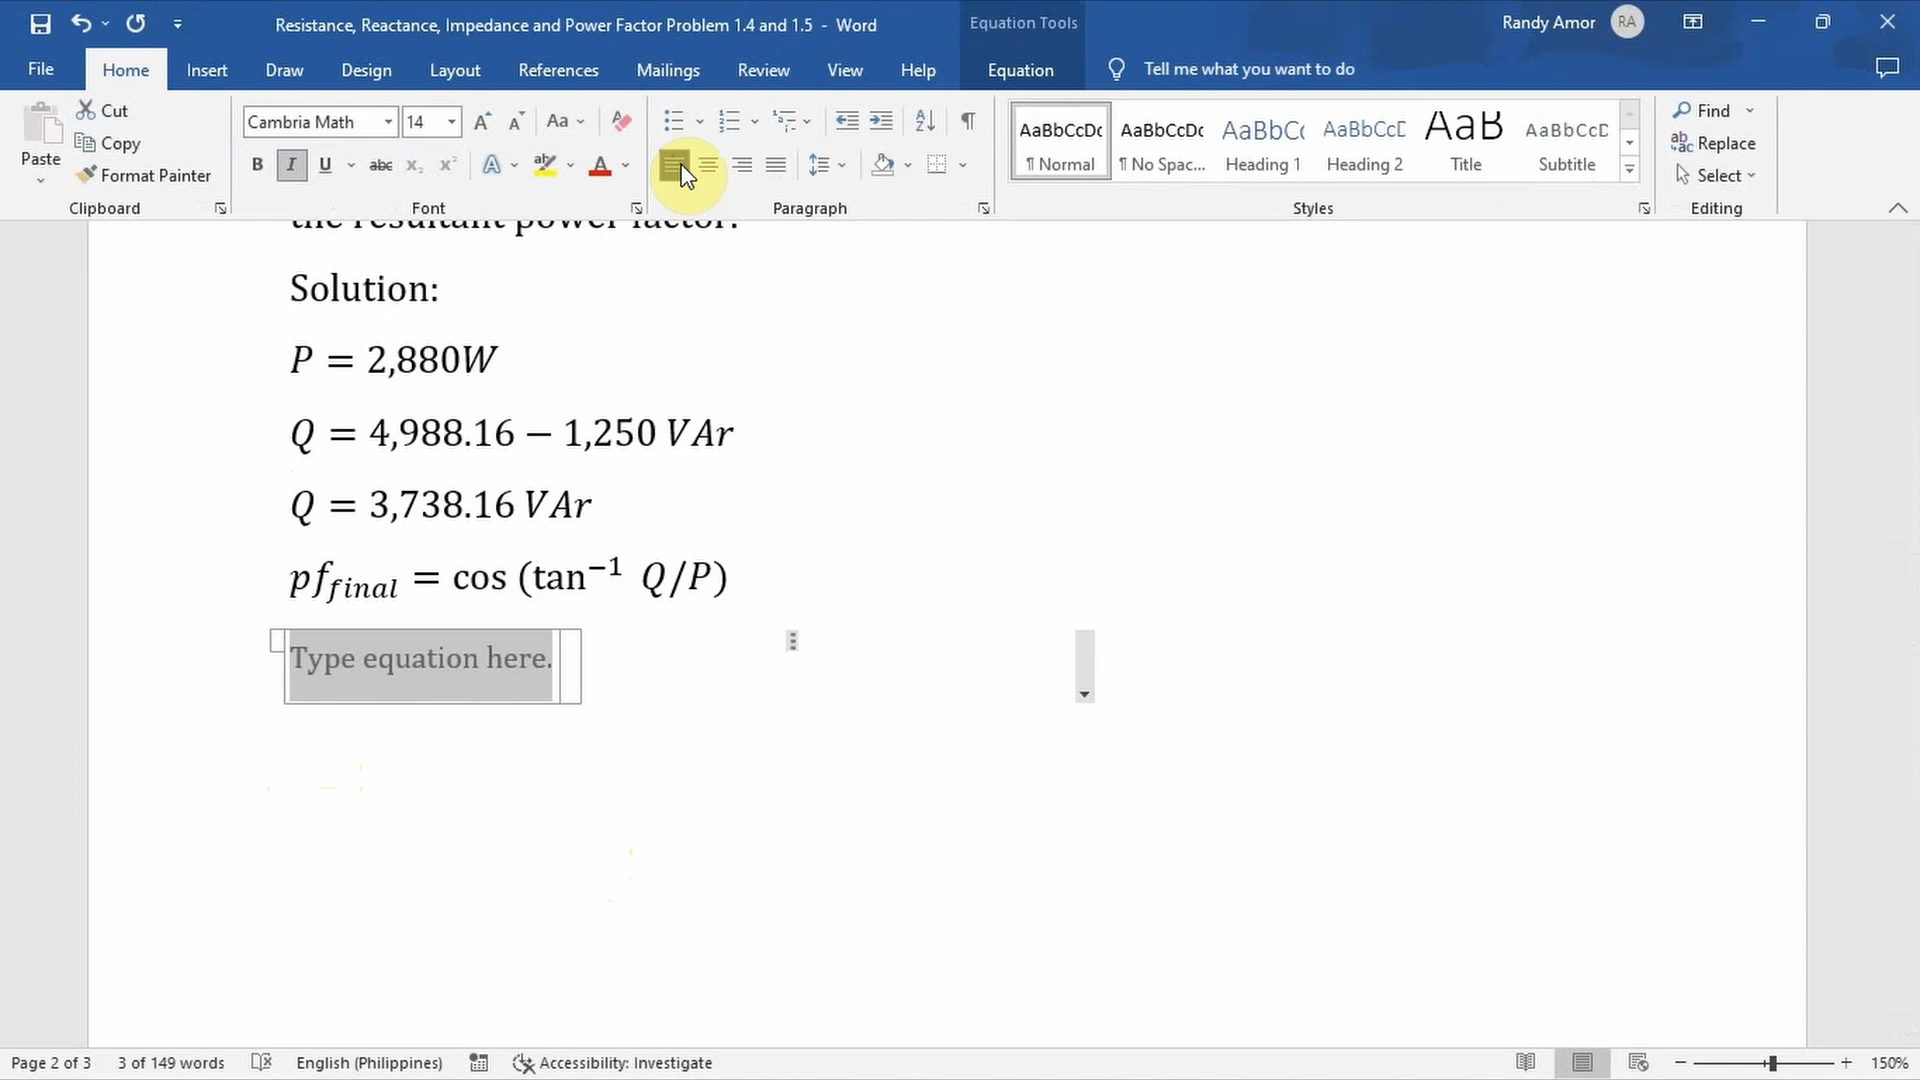 Resistance, Reactance, Impedance and Power Factor Problem 1.4 and 1.5 - Word
Equation Tools
Randy Amor
RA
File
Home
Insert
Draw
Design
Layout
References
Mailings
Review
View
Help
Equation
Tell me what you want to do
Paste
Cut
Copy
Format Painter
Clipboard
Cambria Math
14
Font
Paragraph
AaBbCcDc
¶ Normal
AaBbCcDc
¶ No Spac...
AaBbCc
Heading 1
AaBbCcD
Heading 2
AaB
Title
AaBbCcD
Subtitle
Styles
Find
Replace
Select
Editing
the resultant power factor.
Solution:
P = 2,880W
Q = 4,988.16 − 1,250 VAr
Q = 3,738.16 VAr
pf_final = cos (tan⁻¹ Q/P)
Type equation here.
Page 2 of 3
3 of 149 words
English (Philippines)
Accessibility: Investigate
150%